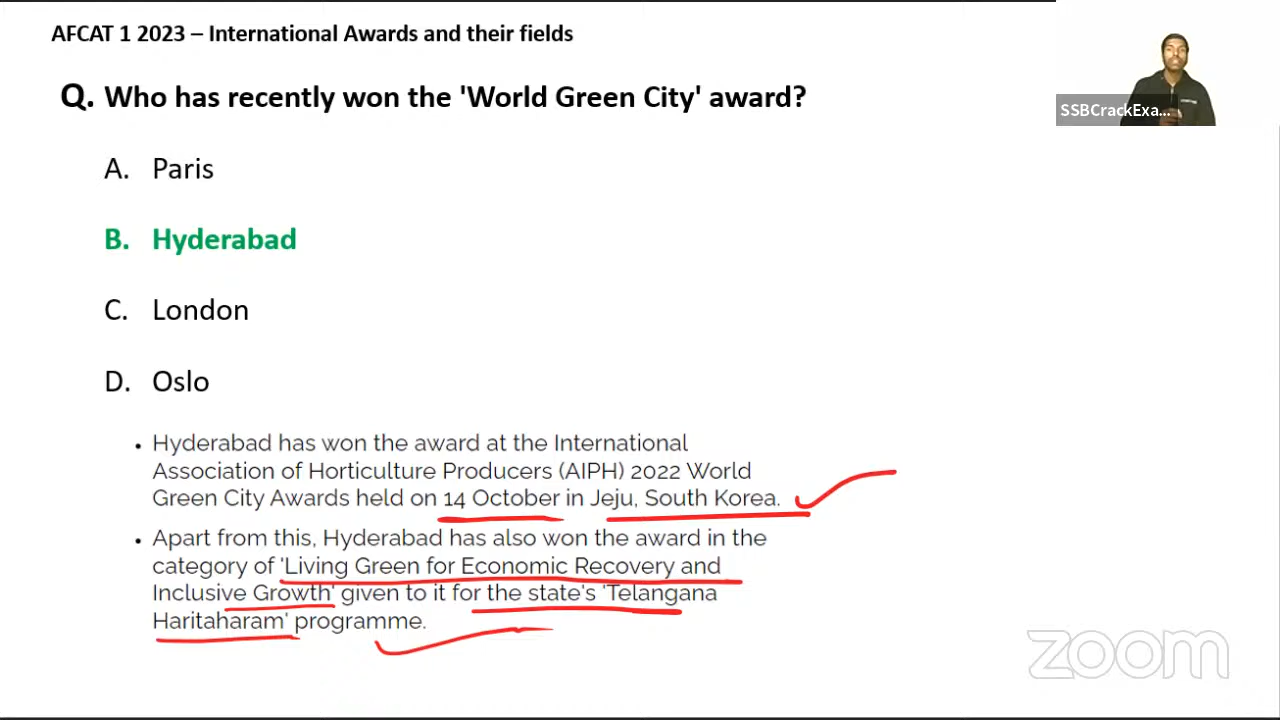 AFCAT 1 2023 – International Awards and their fields
Q. Who has recently won the 'World Green City' award?
SSBCrackExa...
A. Paris
B. Hyderabad
C. London
D. Oslo
• Hyderabad has won the award at the International
Association of Horticulture Producers (AIPH) 2022 World
Green City Awards held on 14 October in Jeju, South Korea.
• Apart from this, Hyderabad has also won the award in the
category of 'Living Green for Economic Recovery and
Inclusive Growth' given to it for the state's 'Telangana
Haritaharam' programme.
zoom